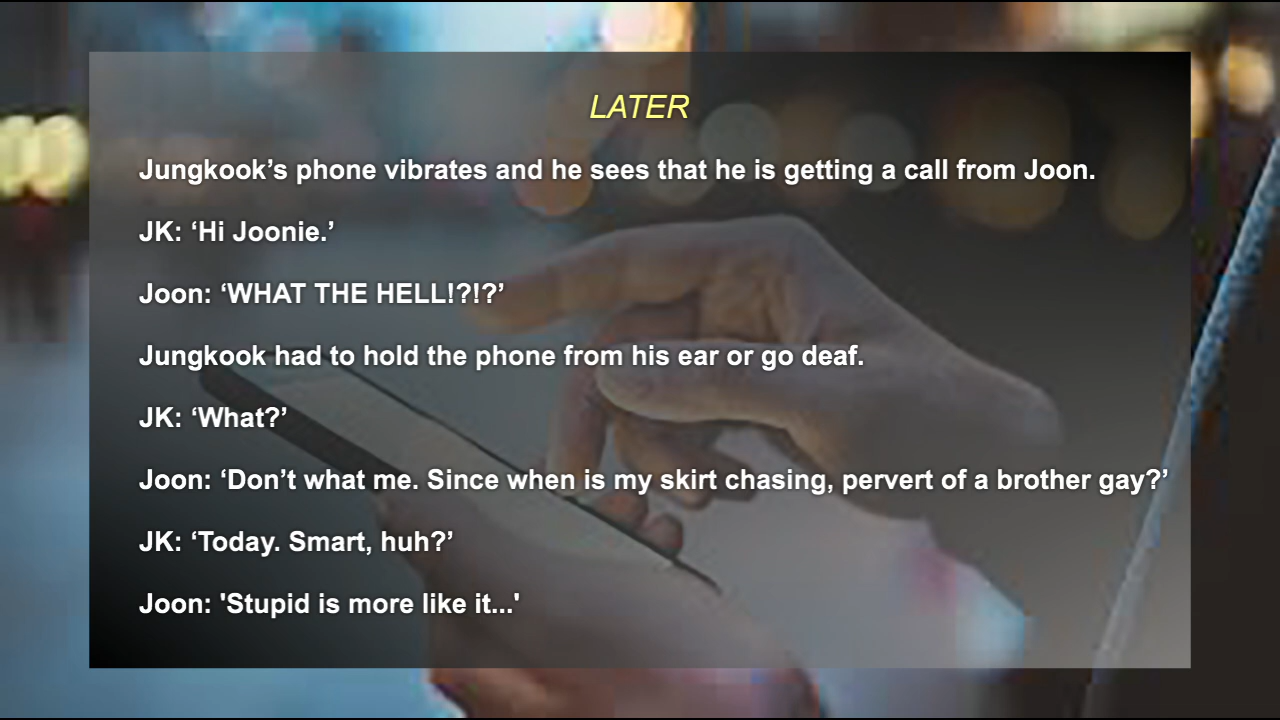 LATER
Jungkook’s phone vibrates and he sees that he is getting a call from Joon.
JK: ‘Hi Joonie.’
Joon: ‘WHAT THE HELL!?!?’
Jungkook had to hold the phone from his ear or go deaf.
JK: ‘What?’
Joon: ‘Don’t what me. Since when is my skirt chasing, pervert of a brother gay?’
JK: ‘Today. Smart, huh?’
Joon: 'Stupid is more like it...'